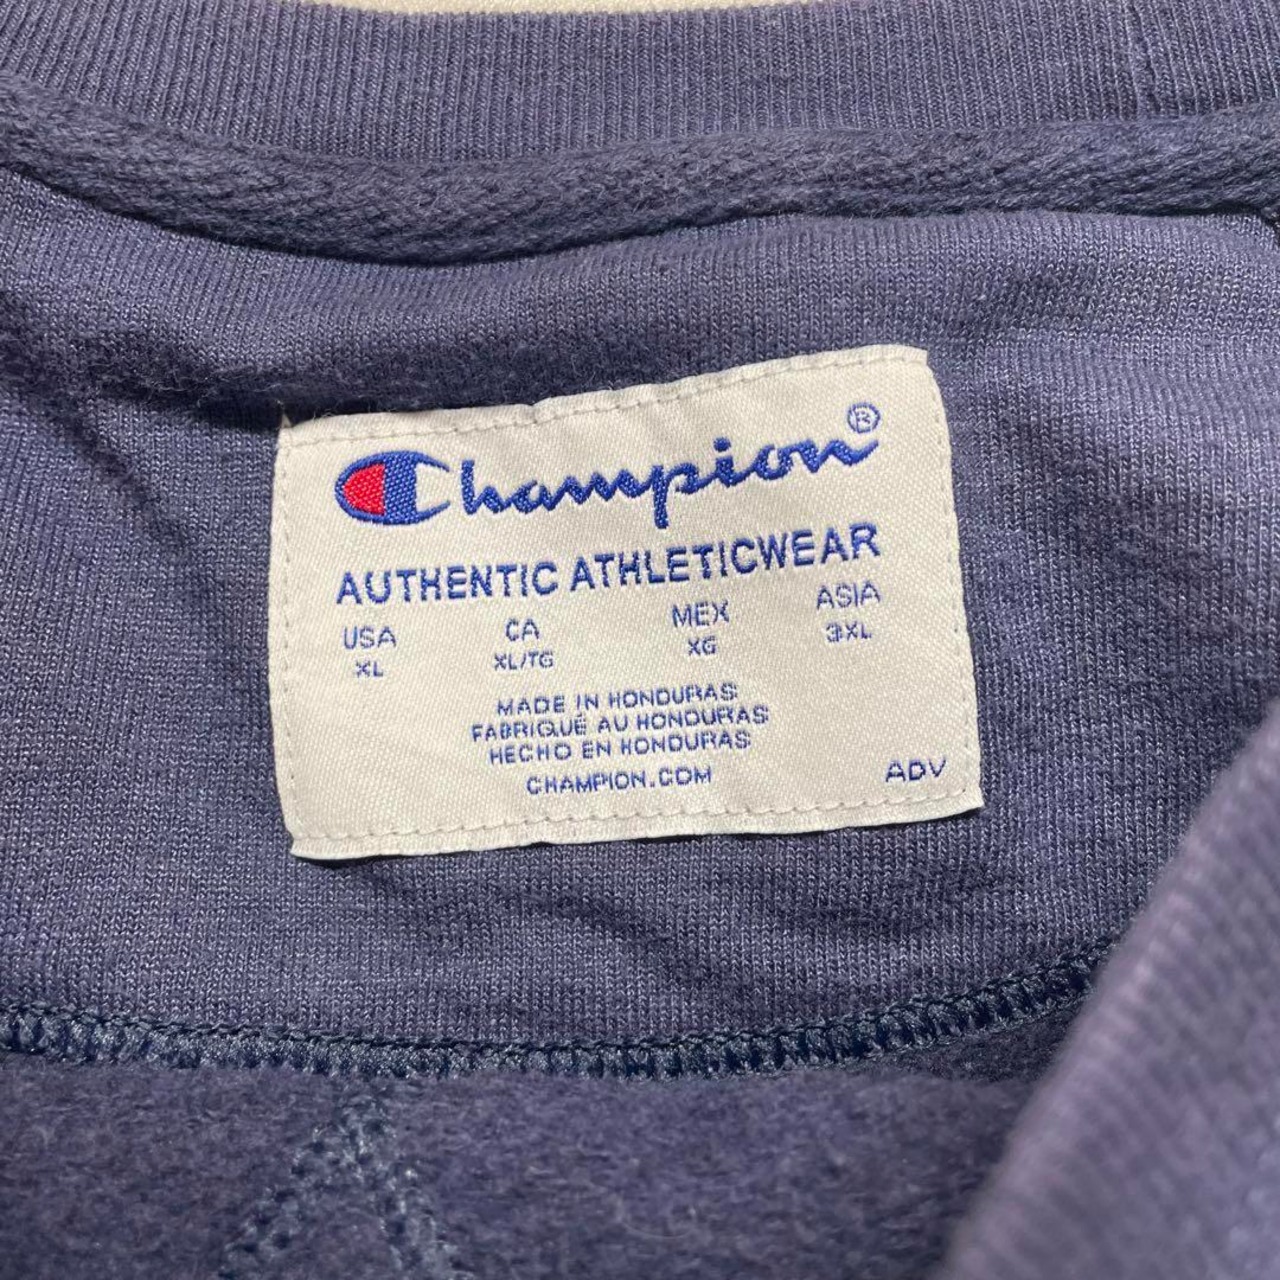 Champion®
AUTHENTIC ATHLETICWEAR
USA CA MEX ASIA
XL XL/TG XG 3XL
MADE IN HONDURAS
FABRIQUÉ AU HONDURAS
HECHO EN HONDURAS
CHAMPION.COM ADV